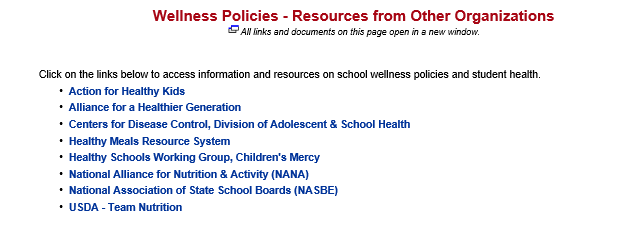 Wellness Policies - Resources from Other Organizations
All links and documents on this page open in a new window.
Click on the links below to access information and resources on school wellness policies and student health.
• Action for Healthy Kids
• Alliance for a Healthier Generation
• Centers for Disease Control, Division of Adolescent & School Health
• Healthy Meals Resource System
• Healthy Schools Working Group, Children's Mercy
• National Alliance for Nutrition & Activity (NANA)
• National Association of State School Boards (NASBE)
• USDA - Team Nutrition